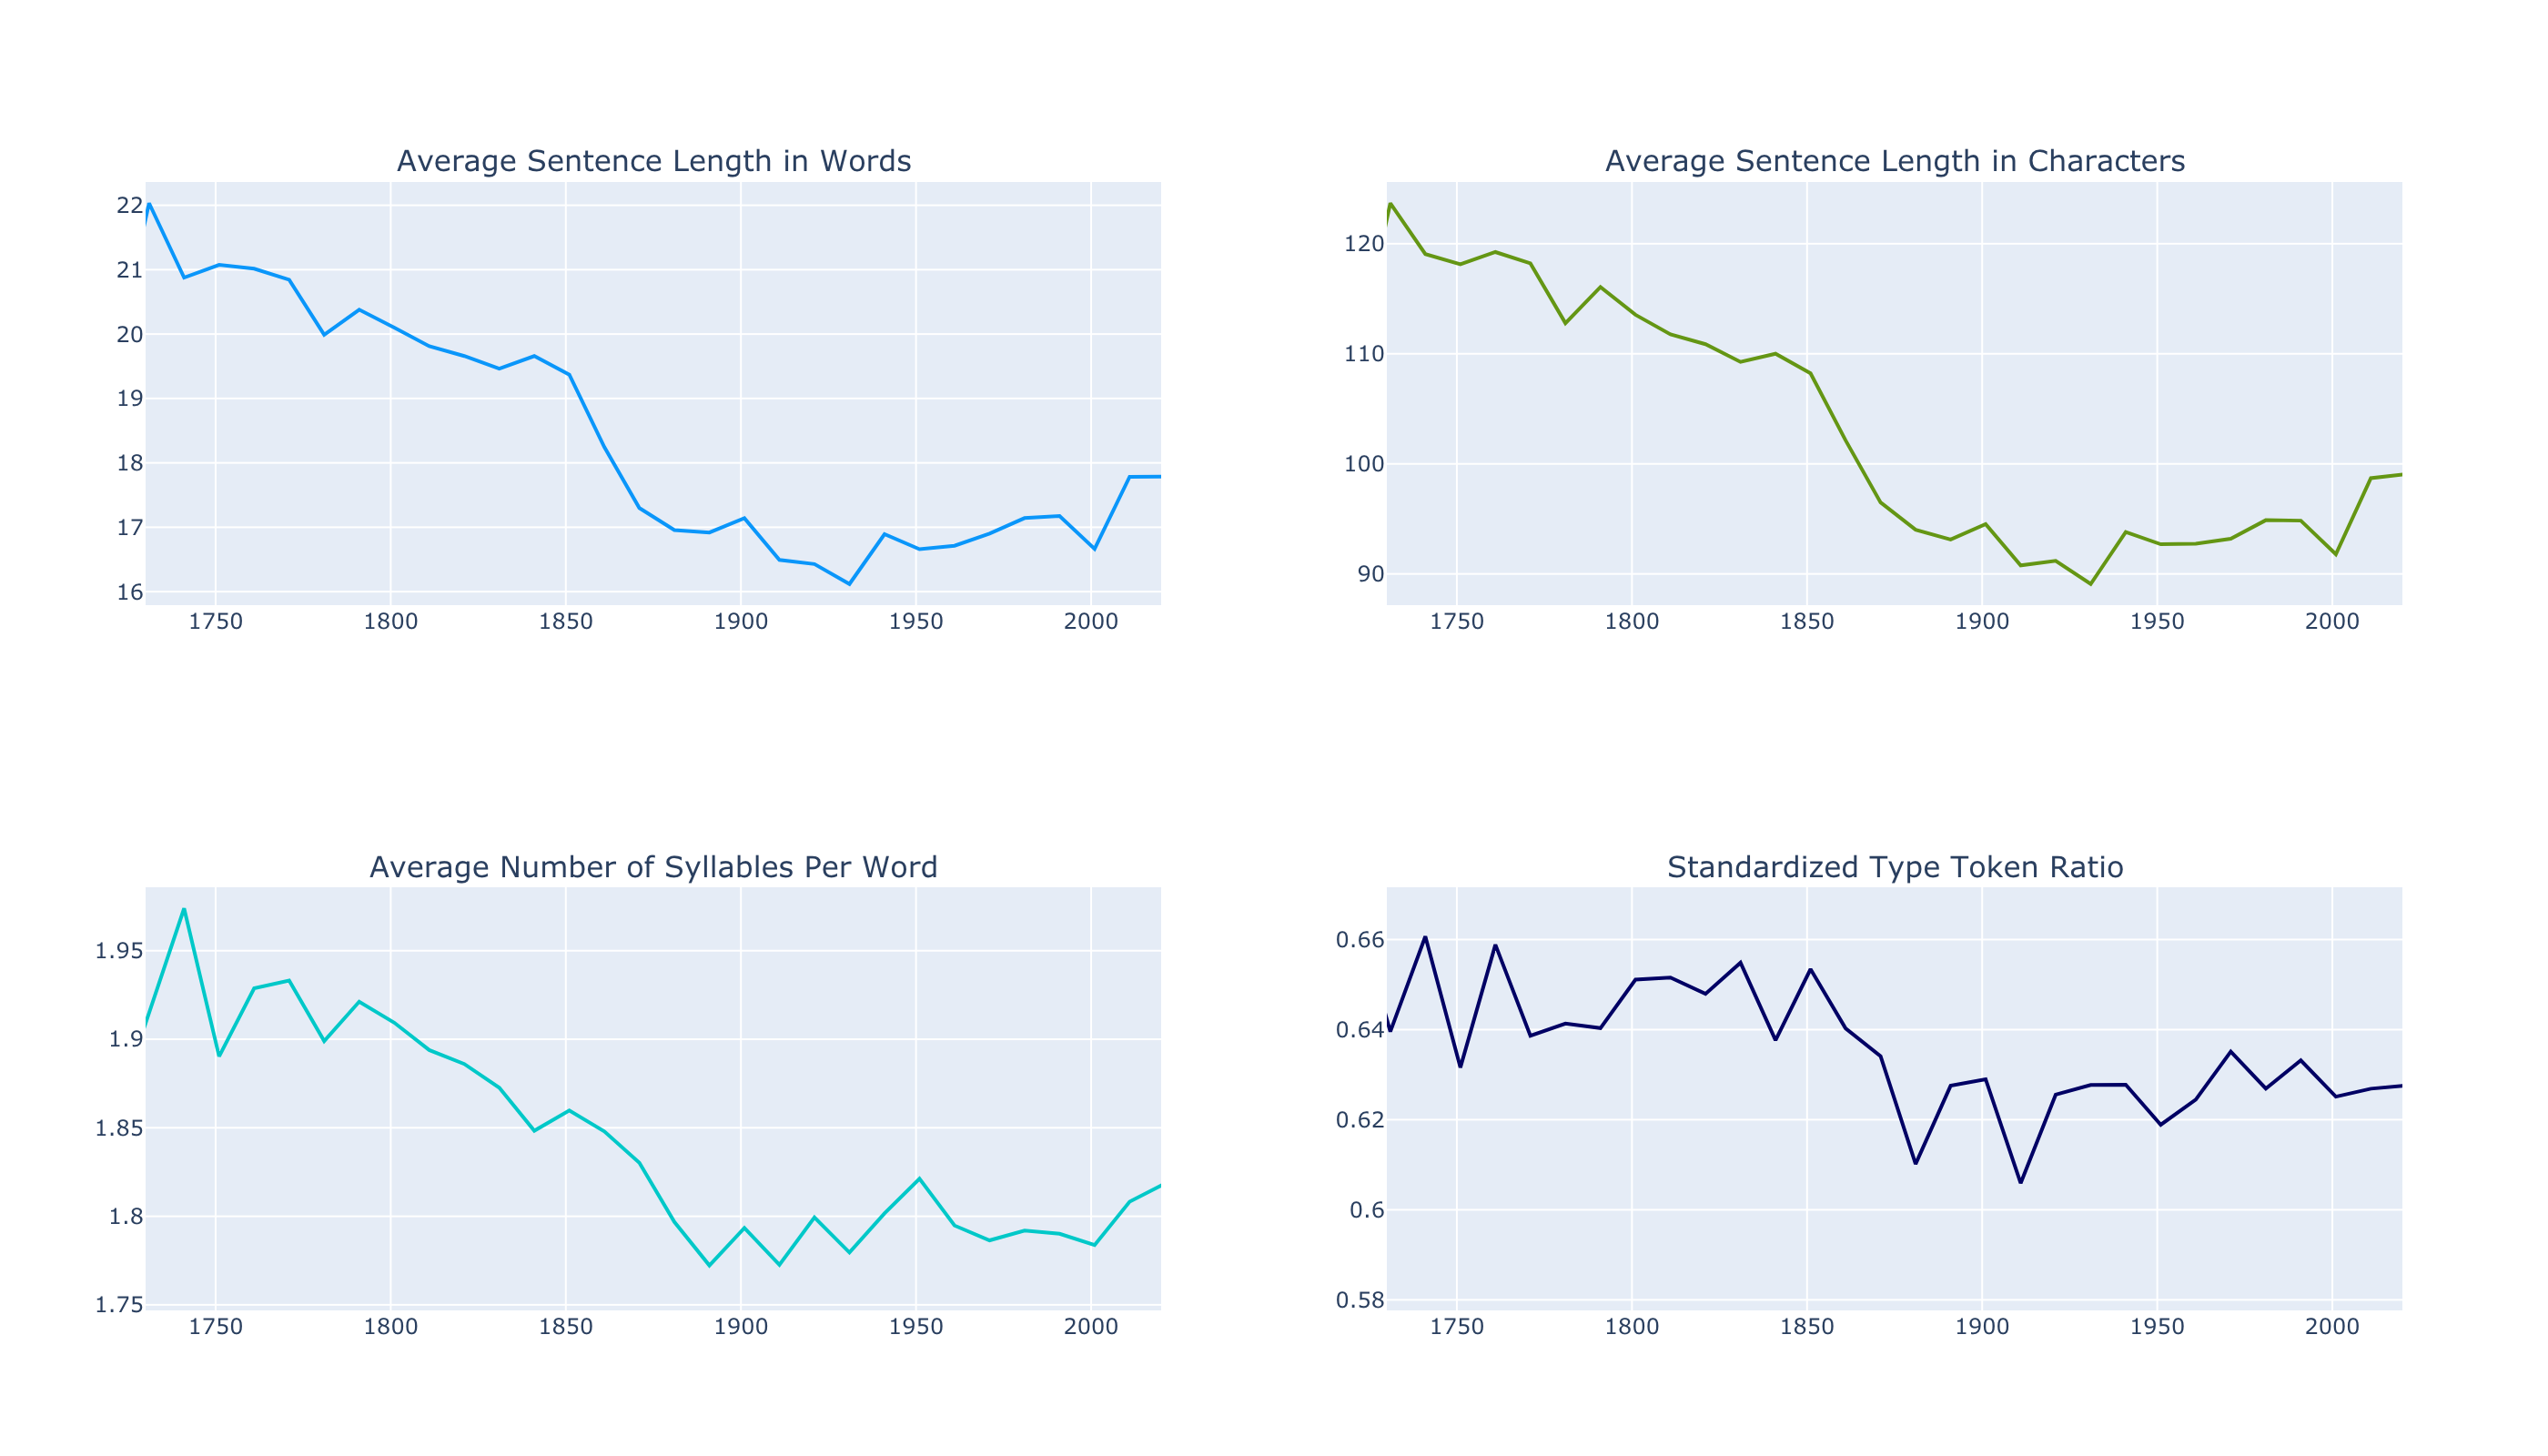 Average Sentence Length in Words
22
21
20
19
18
17
16
1750 1800 1850 1900 1950 2000
Average Sentence Length in Characters
120
110
100
90
1750 1800 1850 1900 1950 2000
Average Number of Syllables Per Word
1.95
1.9
1.85
1.8
1.75
1750 1800 1850 1900 1950 2000
Standardized Type Token Ratio
0.66
0.64
0.62
0.6
0.58
1750 1800 1850 1900 1950 2000